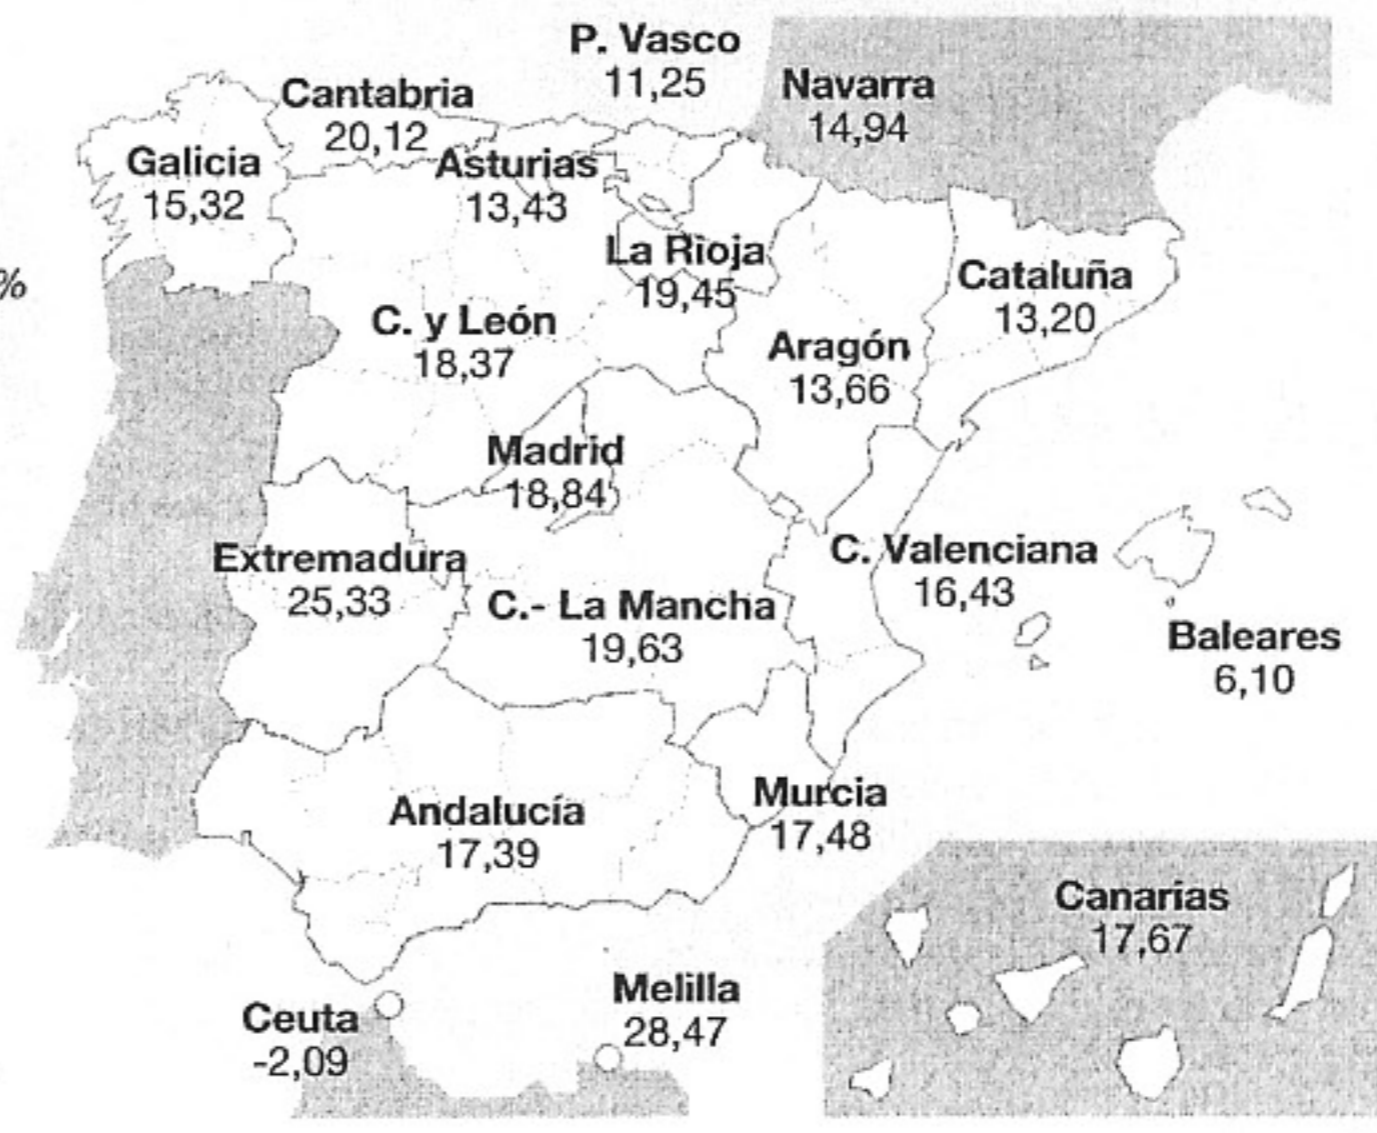 P. Vasco
11,25
Navarra
14,94
Cantabria
20,12
Galicia
15,32
Asturias
13,43
La Rioja
19,45
Cataluña
13,20
%
C. y León
18,37
Aragón
13,66
Madrid
18,84
Extremadura
25,33
C.- La Mancha
19,63
C. Valenciana
16,43
Baleares
6,10
Andalucía
17,39
Murcia
17,48
Canarias
17,67
Ceuta
-2,09
Melilla
28,47